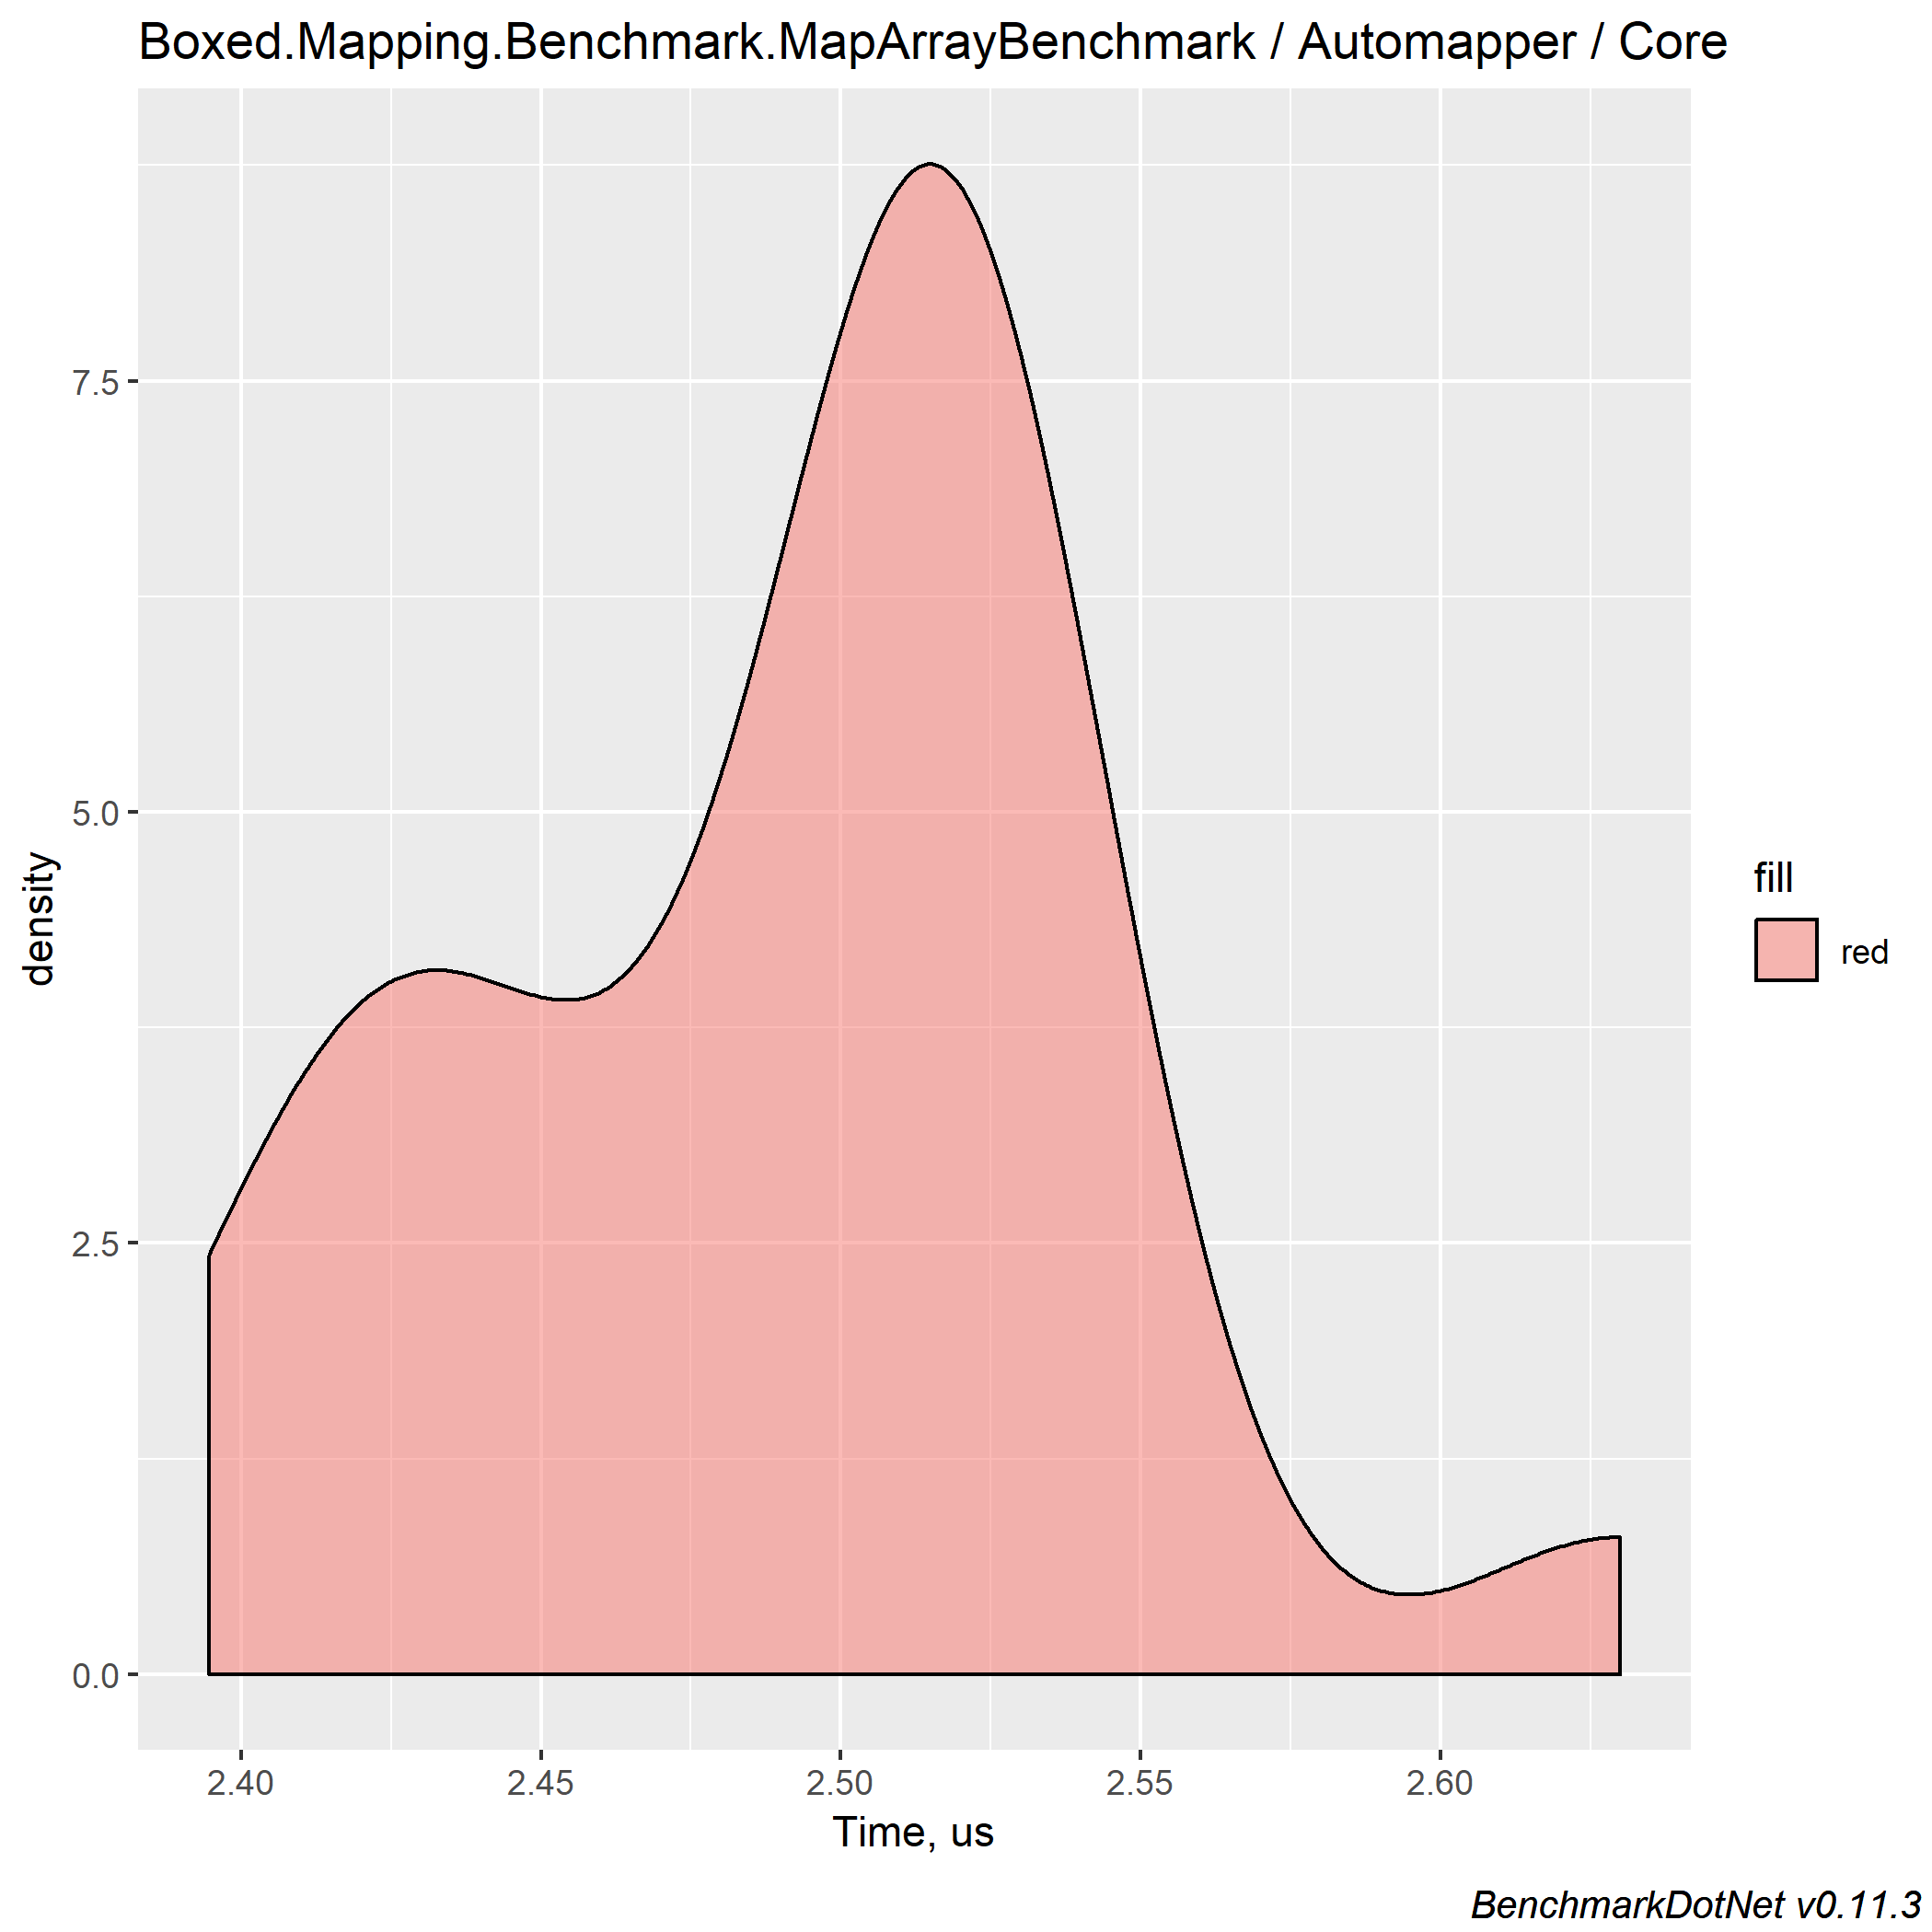 Boxed.Mapping.Benchmark.MapArrayBenchmark / Automapper / Core
7.5
5.0
2.5
0.0
density
2.40 2.45 2.50 2.55 2.60
Time, us
fill
red
BenchmarkDotNet v0.11.3